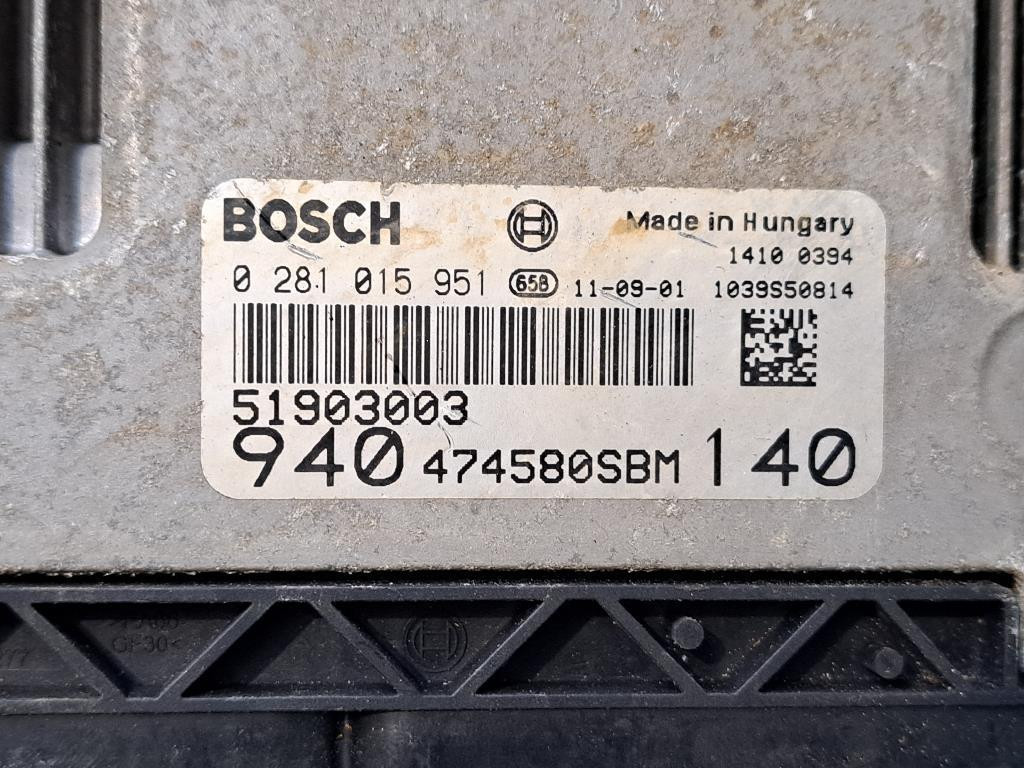 BOSCH Made in Hungary
1410 0394
0 281 015 951 658 11-09-01 1039S50814
51903003
940 474580SBM 140
GF30<